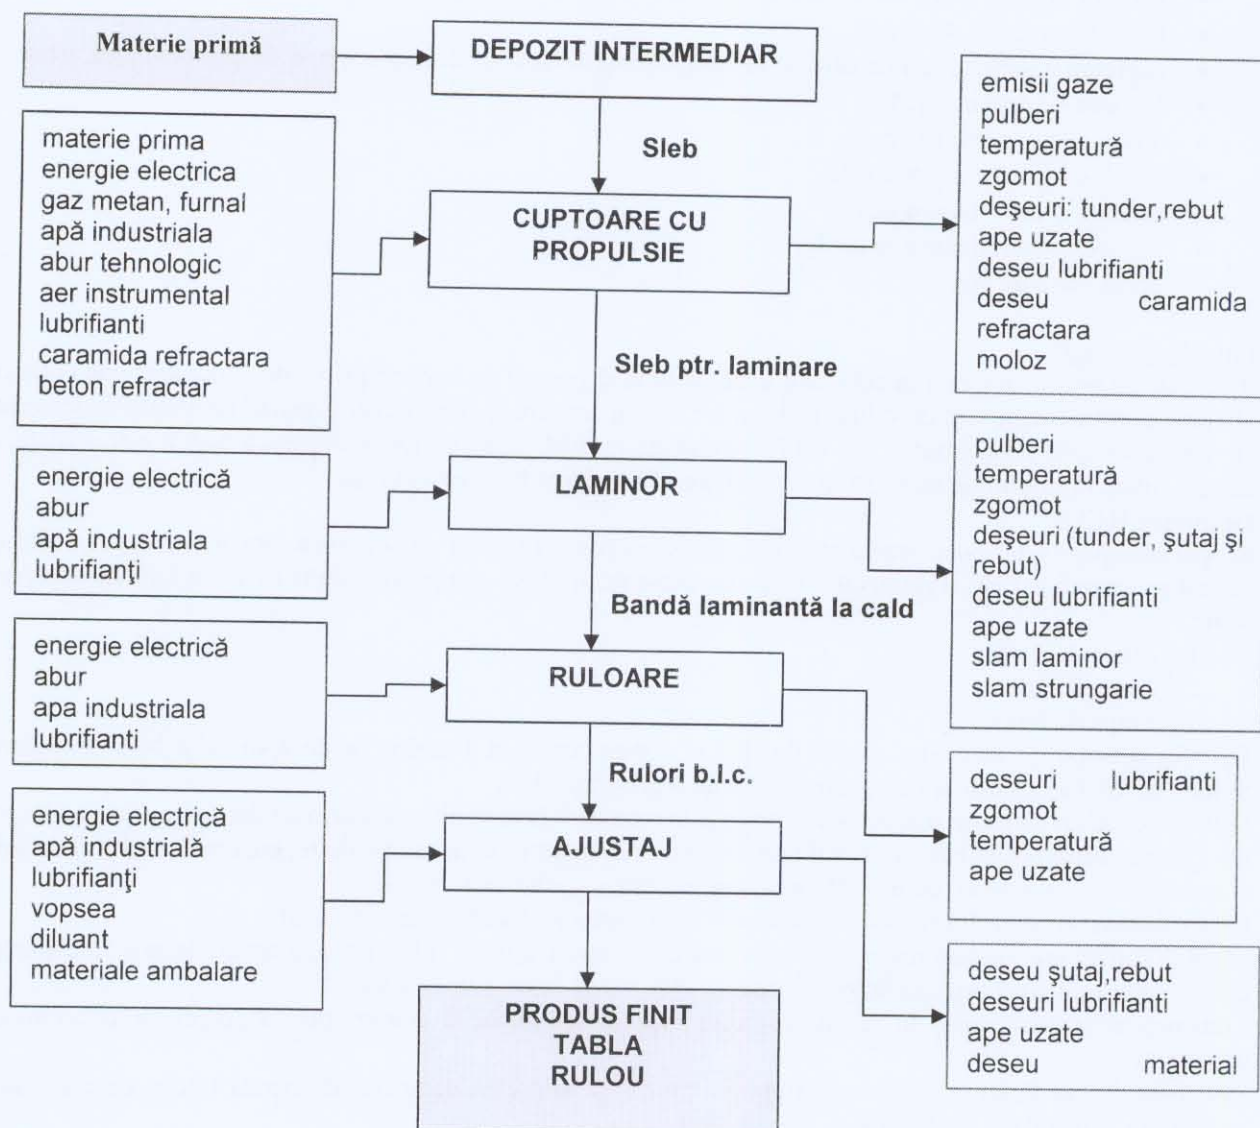 Materie primă
DEPOZIT INTERMEDIAR
Sleb
materie prima
energie electrica
gaz metan, furnal
apă industriala
abur tehnologic
aer instrumental
lubrifianti
caramida refractara
beton refractar
CUPTOARE CU
PROPULSIE
emisii gaze
pulberi
temperatură
zgomot
deşeuri: tunder,rebut
ape uzate
deseu lubrifianti
deseu caramida
refractara
moloz
Sleb ptr. laminare
energie electrică
abur
apă industriala
lubrifianţi
LAMINOR
pulberi
temperatură
zgomot
deşeuri (tunder, şutaj şi
rebut)
deseu lubrifianti
ape uzate
slam laminor
slam strungarie
Bandă laminantă la cald
energie electrică
abur
apa industriala
lubrifianti
RULOARE
deseuri lubrifianti
zgomot
temperatură
ape uzate
Rulori b.l.c.
energie electrică
apă industrială
lubrifianţi
vopsea
diluant
materiale ambalare
AJUSTAJ
deseu şutaj,rebut
deseuri lubrifianti
ape uzate
deseu material
PRODUS FINIT
TABLA
RULOU